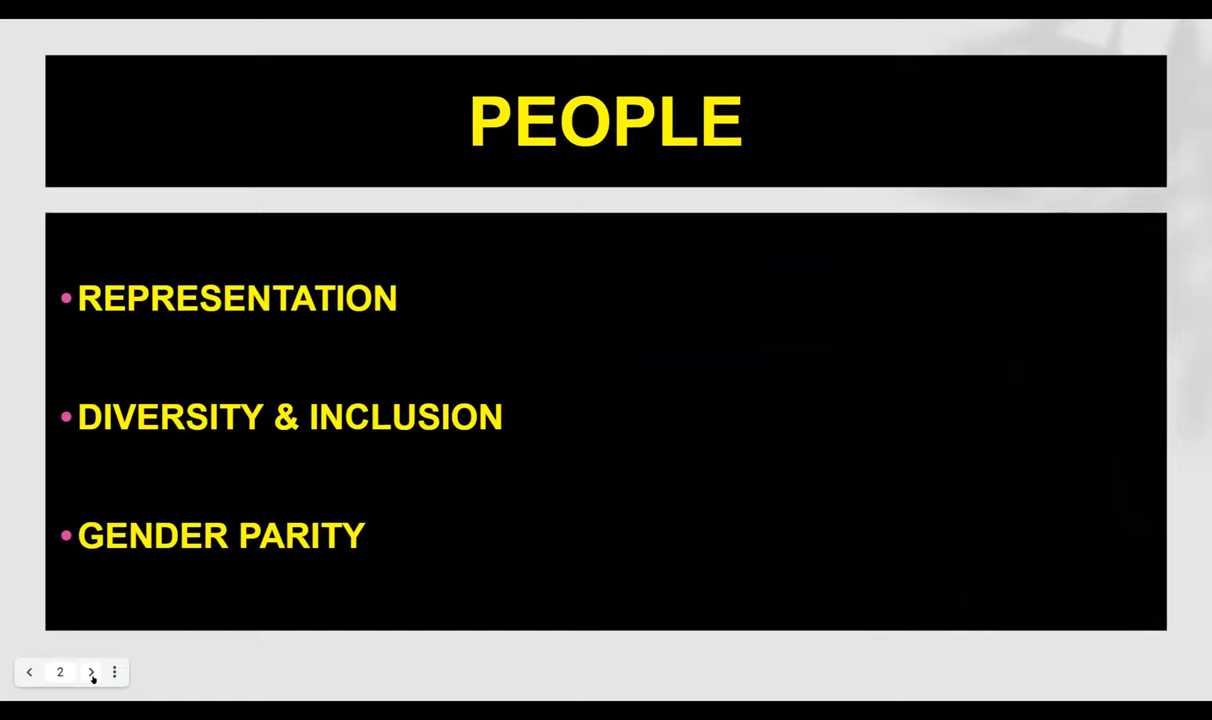 PEOPLE
•REPRESENTATION
•DIVERSITY & INCLUSION
•GENDER PARITY
2